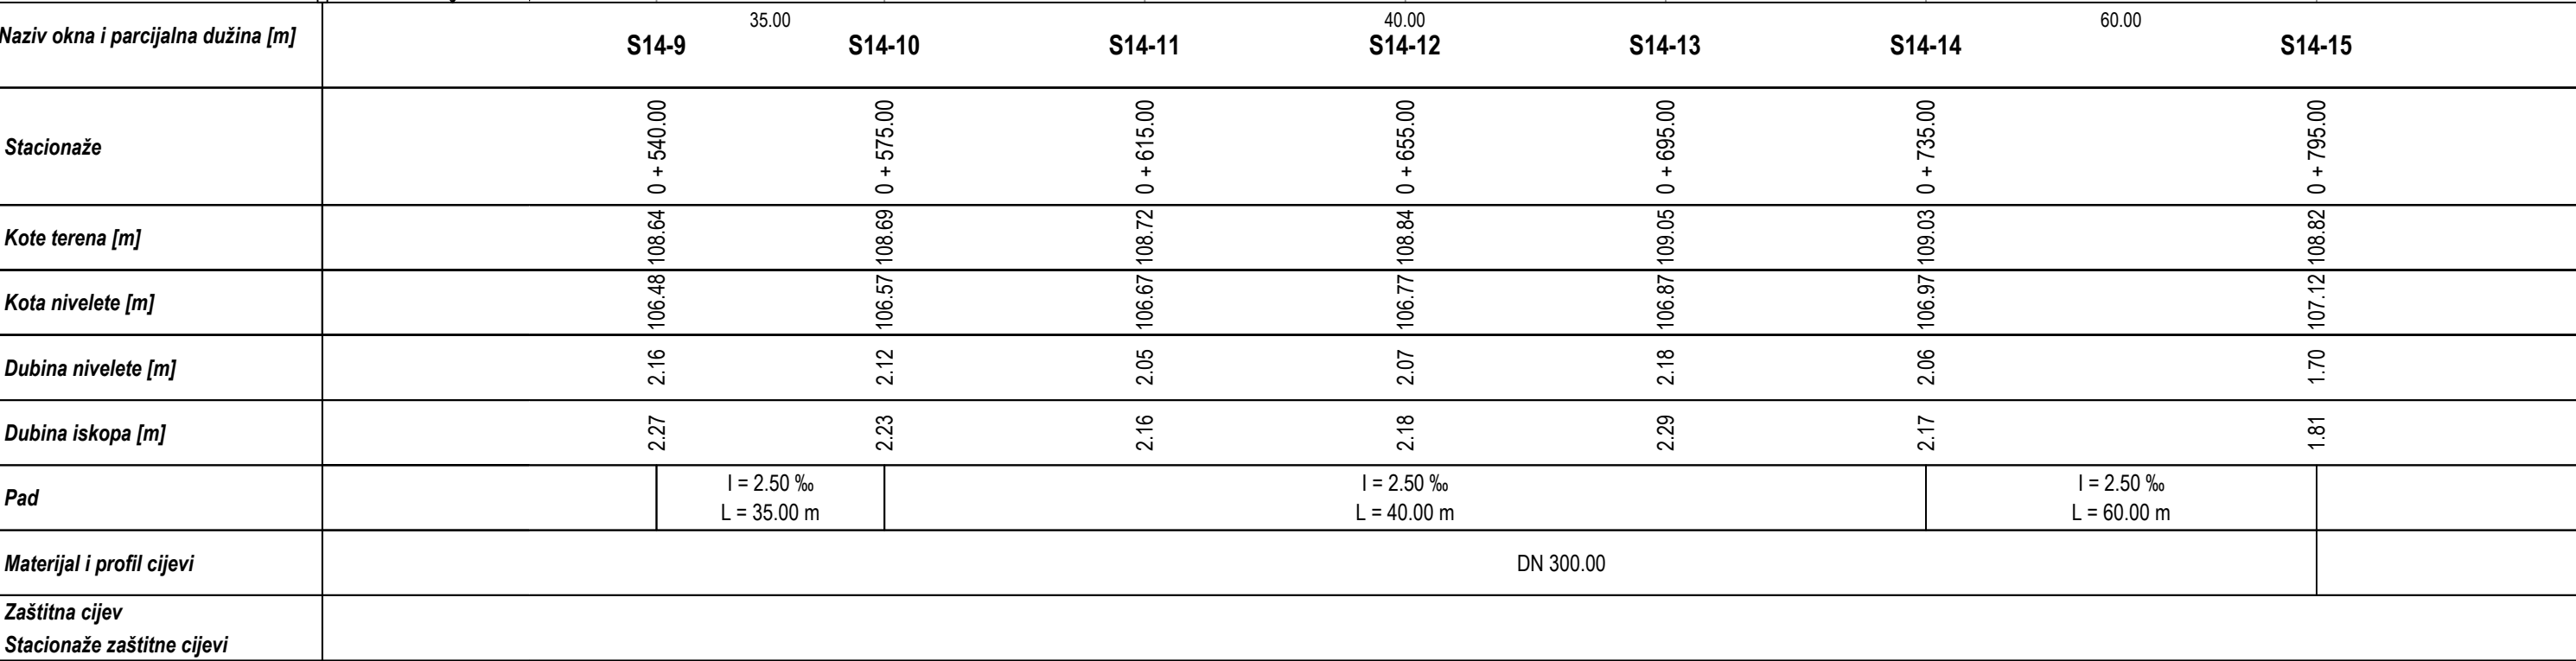 35.00 40.00 60.00
Naziv okna i parcijalna dužina [m]
S14-9 S14-10 S14-11 S14-12 S14-13 S14-14 S14-15
Stacionaže 0 + 540.00 0 + 575.00 0 + 615.00 0 + 655.00 0 + 695.00 0 + 735.00 0 + 795.00
Kote terena [m] 108.64 108.69 108.72 108.84 109.05 109.03 108.82
Kota nivelete [m] 106.48 106.57 106.67 106.77 106.87 106.97 107.12
Dubina nivelete [m] 2.16 2.12 2.05 2.07 2.18 2.06 1.70
Dubina iskopa [m] 2.27 2.23 2.16 2.18 2.29 2.17 1.81
Pad
I = 2.50 ‰ I = 2.50 ‰ I = 2.50 ‰
L = 35.00 m L = 40.00 m L = 60.00 m
Materijal i profil cijevi DN 300.00
Zaštitna cijev
Stacionaže zaštitne cijevi